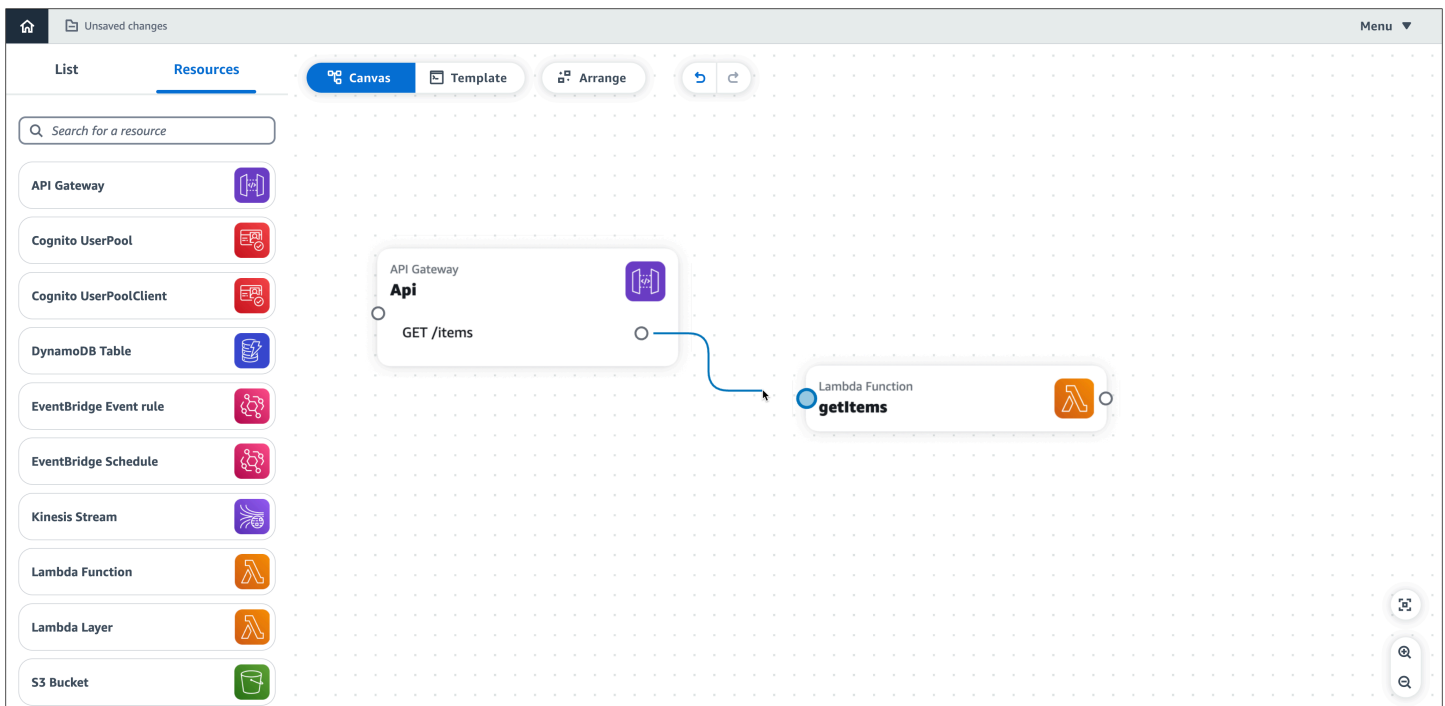 Unsaved changes
Menu ▼
List
Resources
Canvas
Template
Arrange
Search for a resource
API Gateway
Cognito UserPool
Cognito UserPoolClient
DynamoDB Table
EventBridge Event rule
EventBridge Schedule
Kinesis Stream
Lambda Function
Lambda Layer
S3 Bucket
API Gateway
Api
GET /items
Lambda Function
getItems